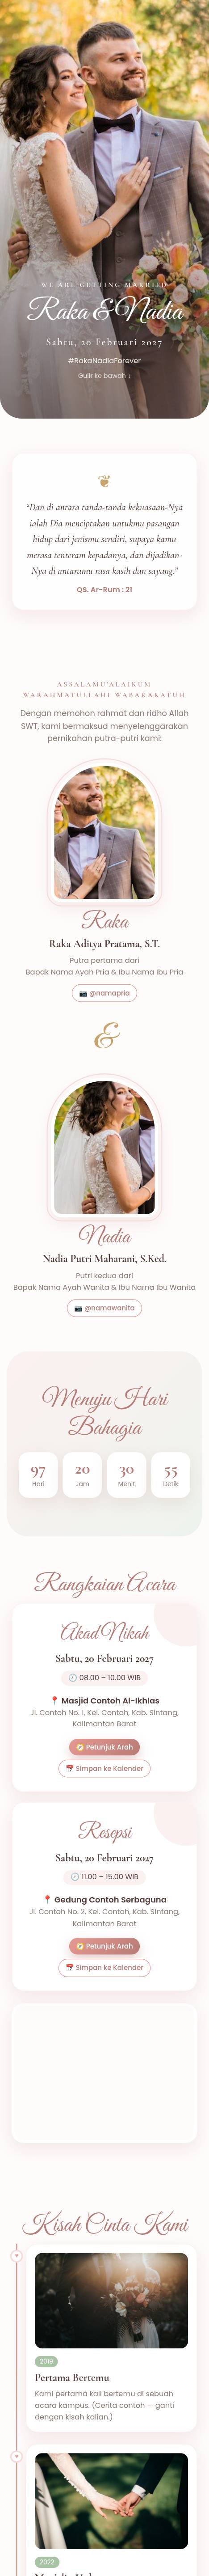 WE ARE GETTING MARRIED
Raka & Nadia
Sabtu, 20 Februari 2027
#RakaNadiaForever
Gulir ke bawah ↓
“Dan di antara tanda-tanda kekuasaan-Nya
ialah Dia menciptakan untukmu pasangan
hidup dari jenismu sendiri, supaya kamu
merasa tenteram kepadanya, dan dijadikan-
Nya di antaramu rasa kasih dan sayang.”
QS. Ar-Rum : 21
ASSALAMU'ALAIKUM
WARAHMATULLAHI WABARAKATUH
Dengan memohon rahmat dan ridho Allah
SWT, kami bermaksud menyelenggarakan
pernikahan putra-putri kami:
Raka
Raka Aditya Pratama, S.T.
Putra pertama dari
Bapak Nama Ayah Pria & Ibu Nama Ibu Pria
📷 @namapria
&
Nadia
Nadia Putri Maharani, S.Ked.
Putri kedua dari
Bapak Nama Ayah Wanita & Ibu Nama Ibu Wanita
📷 @namawanita
Menuju Hari
Bahagia
97 20 30 55
Hari Jam Menit Detik
Rangkaian Acara
Akad Nikah
Sabtu, 20 Februari 2027
🕗 08.00 – 10.00 WIB
📍 Masjid Contoh Al-Ikhlas
Jl. Contoh No. 1, Kel. Contoh, Kab. Sintang,
Kalimantan Barat
🧭 Petunjuk Arah
📅 Simpan ke Kalender
Resepsi
Sabtu, 20 Februari 2027
🕗 11.00 – 15.00 WIB
📍 Gedung Contoh Serbaguna
Jl. Contoh No. 2, Kel. Contoh, Kab. Sintang,
Kalimantan Barat
🧭 Petunjuk Arah
📅 Simpan ke Kalender
Kisah Cinta Kami
2019
Pertama Bertemu
Kami pertama kali bertemu di sebuah
acara kampus. (Cerita contoh — ganti
dengan kisah kalian.)
2022